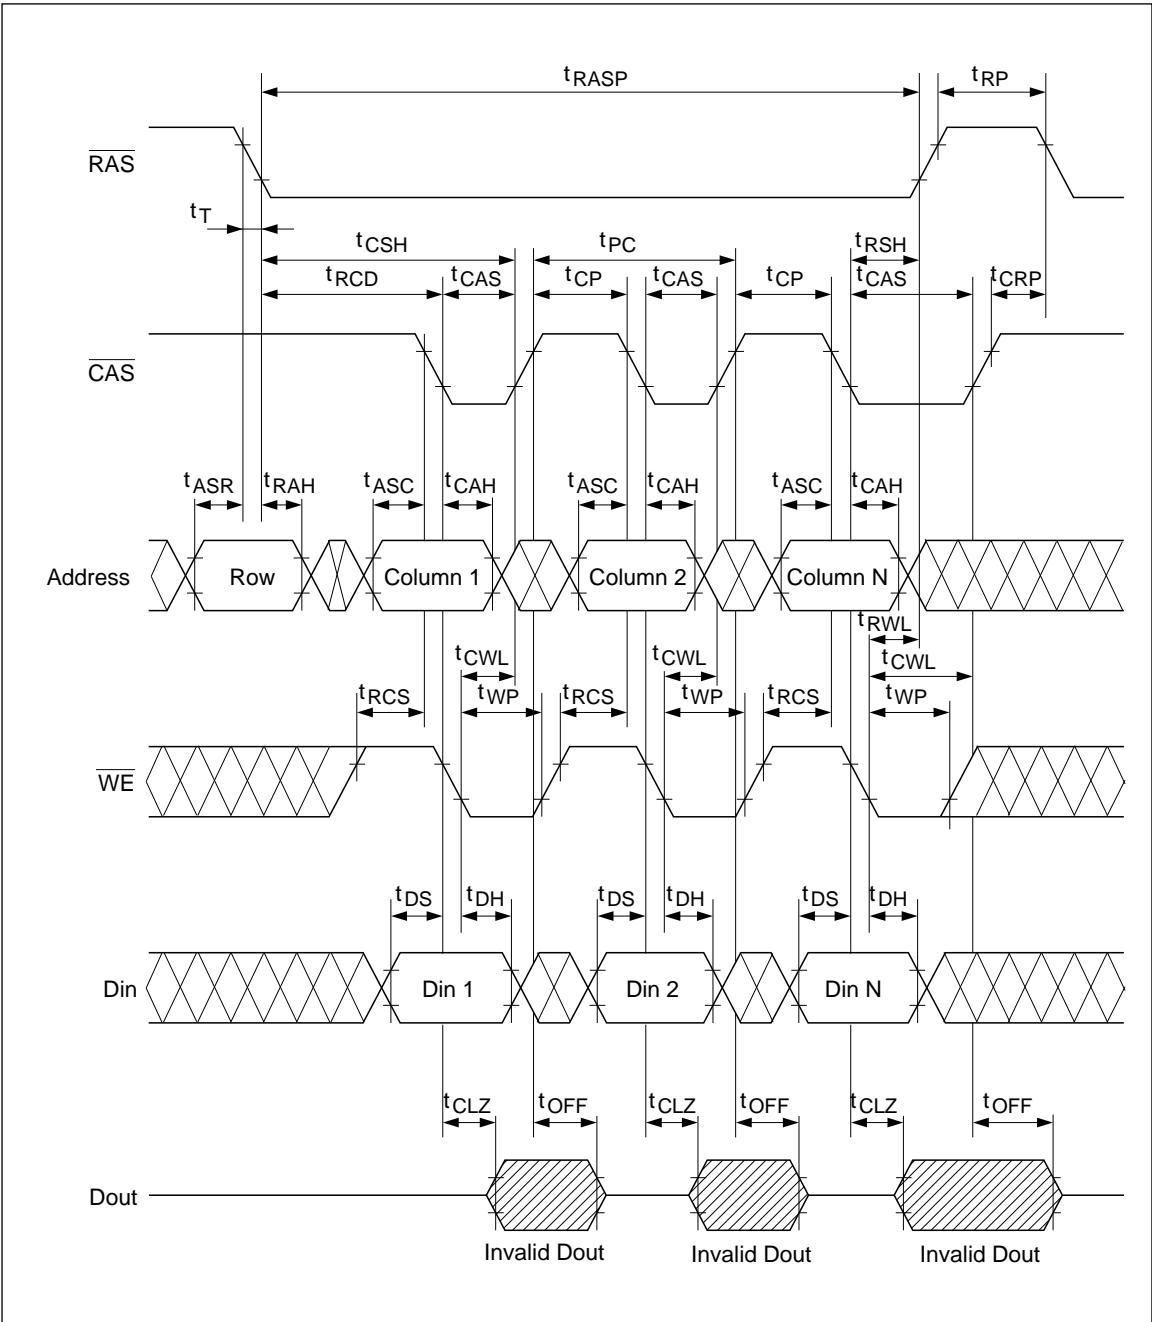 tRASP tRP
RAS
tT
tCSH tPC tRSH
tRCD tCAS tCP tCAS tCP tCAS tCRP
CAS
tASR tRAH tASC tCAH tASC tCAH tASC tCAH
Address Row Column 1 Column 2 Column N
tRWL
tCWL tCWL tCWL
tRCS tWP tRCS tWP tRCS tWP
WE
tDS tDH tDS tDH tDS tDH
Din Din 1 Din 2 Din N
tCLZ tOFF tCLZ tOFF tCLZ tOFF
Dout
Invalid Dout Invalid Dout Invalid Dout